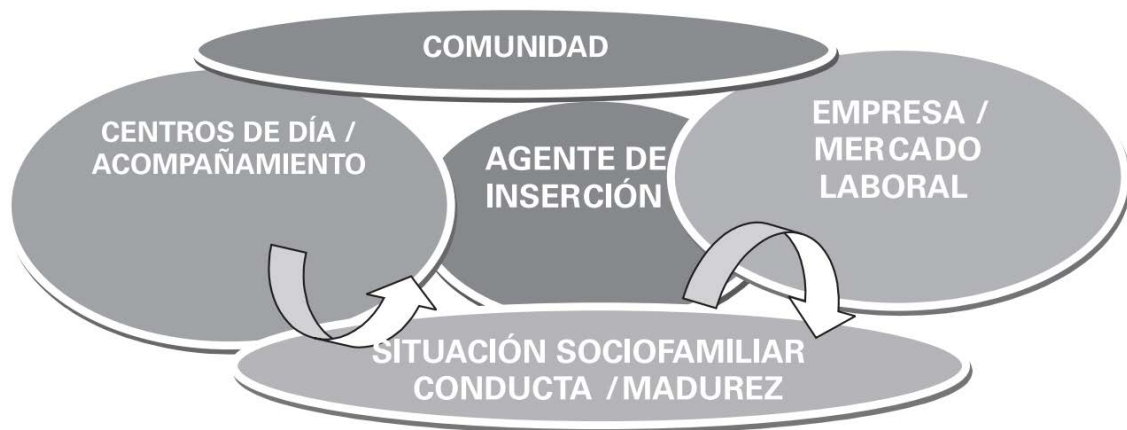 COMUNIDAD
CENTROS DE DÍA /
ACOMPAÑAMIENTO
AGENTE DE
INSERCIÓN
EMPRESA /
MERCADO
LABORAL
SITUACIÓN SOCIOFAMILIAR
CONDUCTA / MADUREZ